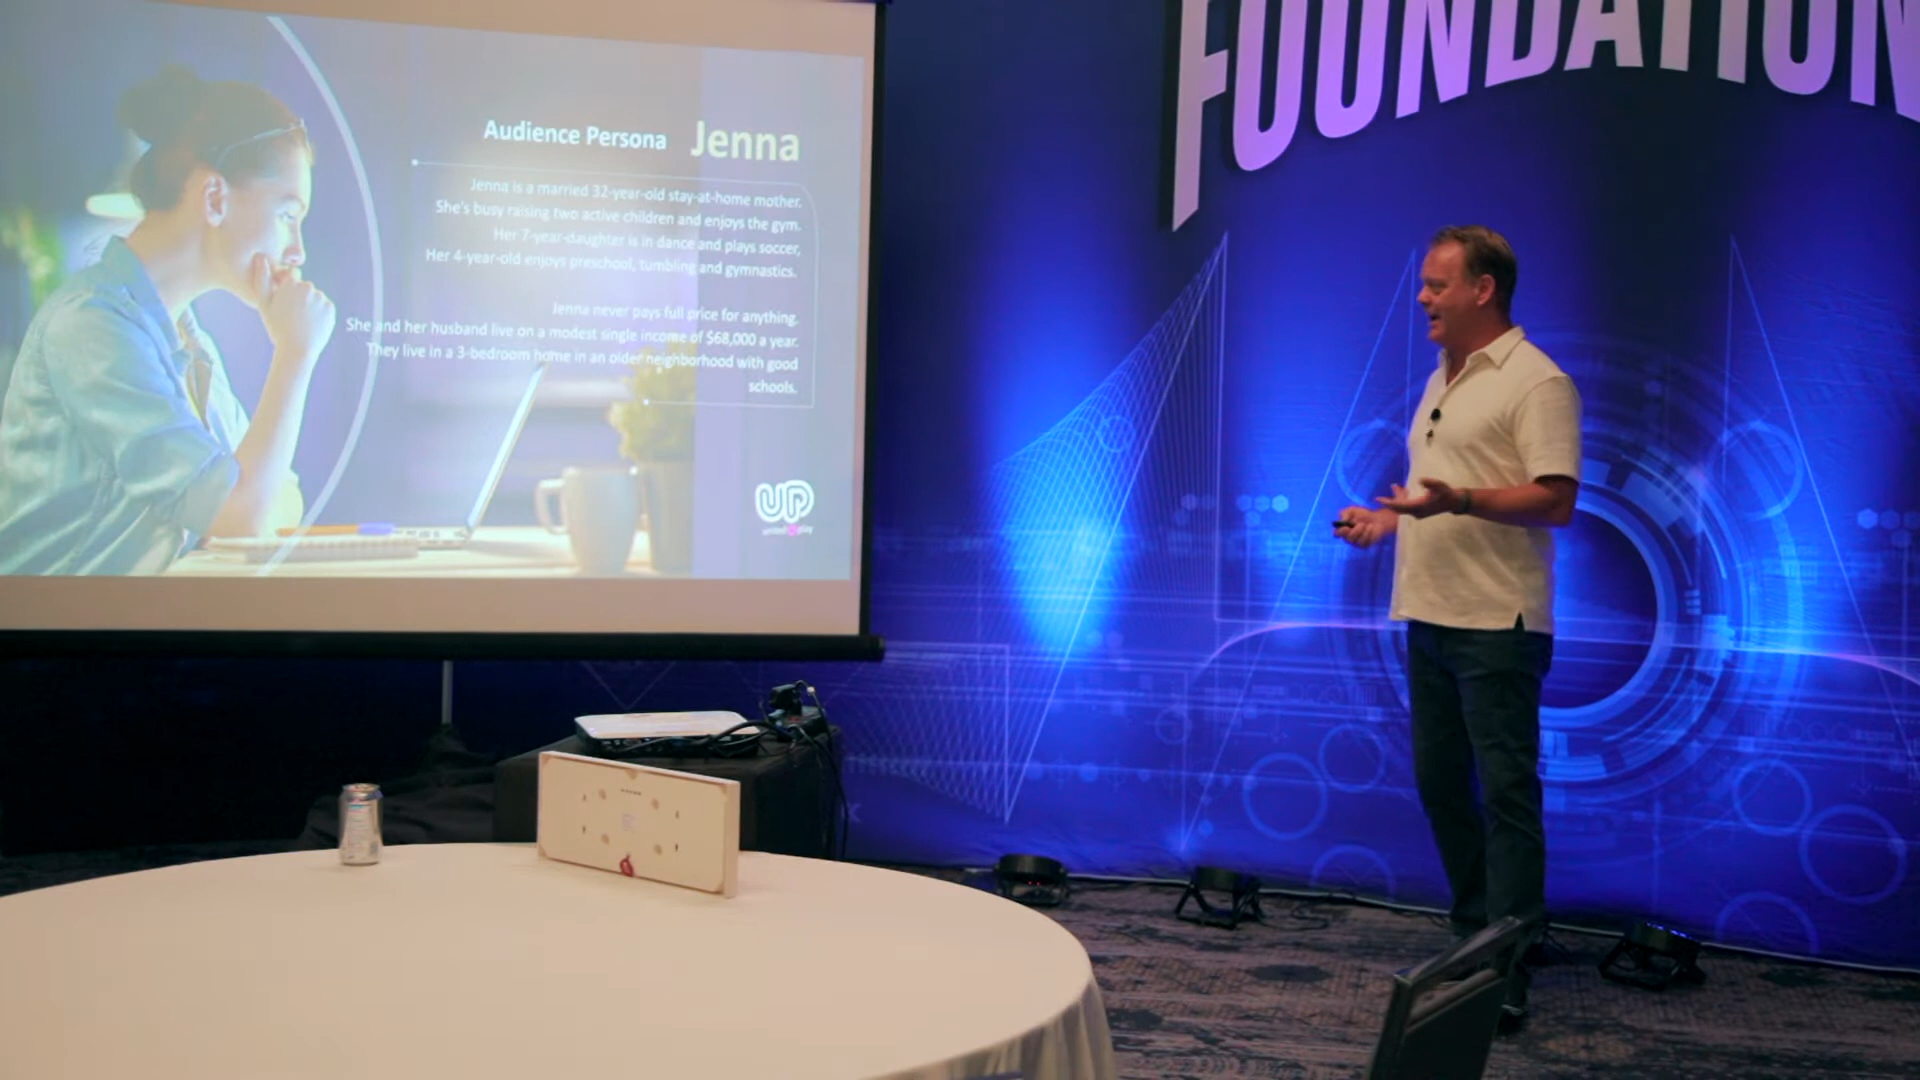 FOUNDATION
Audience Persona Jenna
Jenna is a married 32-year-old stay-at-home mother.
She's busy raising two active children and enjoys the gym.
Her 7-year-daughter is in dance and plays soccer,
Her 4-year-old enjoys preschool, tumbling and gymnastics.
Jenna never pays full price for anything.
She and her husband live on a modest single income of $68,000 a year.
They live in a 3-bedroom home in an older neighborhood with good
schools.
UP
united play